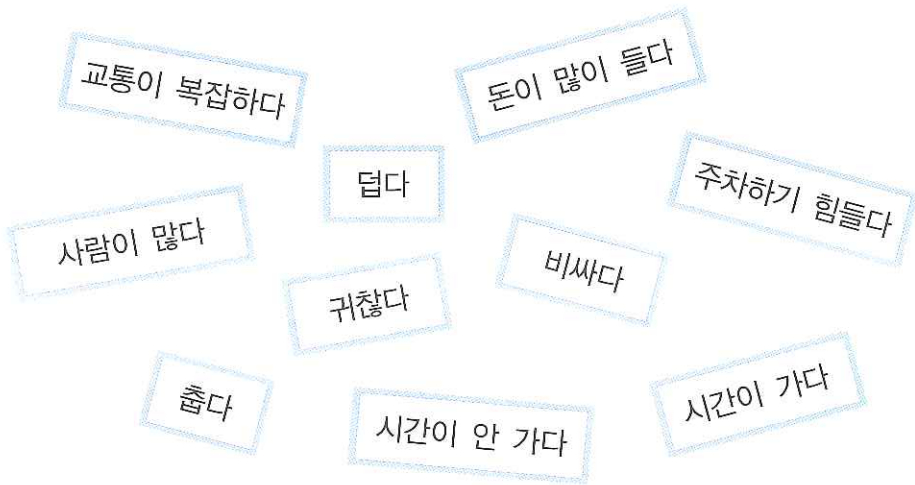 교통이 복잡하다
돈이 많이 들다
덥다
주차하기 힘들다
사람이 많다
비싸다
귀찮다
춥다
시간이 안 가다
시간이 가다